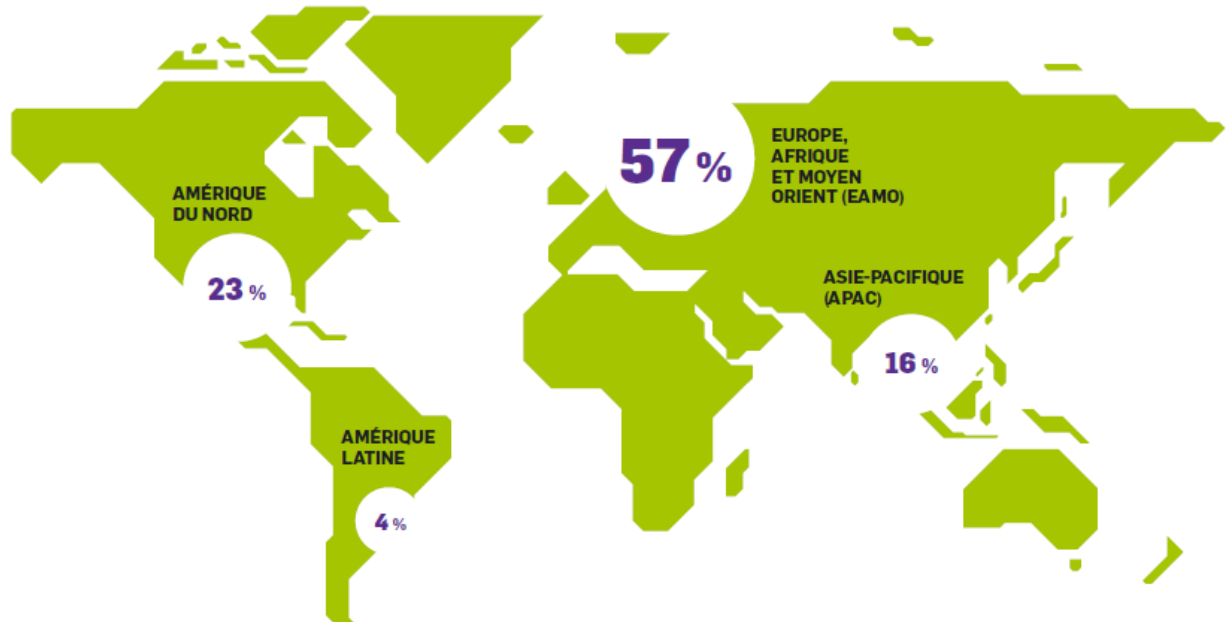 57 %
EUROPE,
AFRIQUE
ET MOYEN
ORIENT (EAMO)
AMÉRIQUE
DU NORD
23 %
ASIE-PACIFIQUE
(APAC)
16 %
AMÉRIQUE
LATINE
4 %